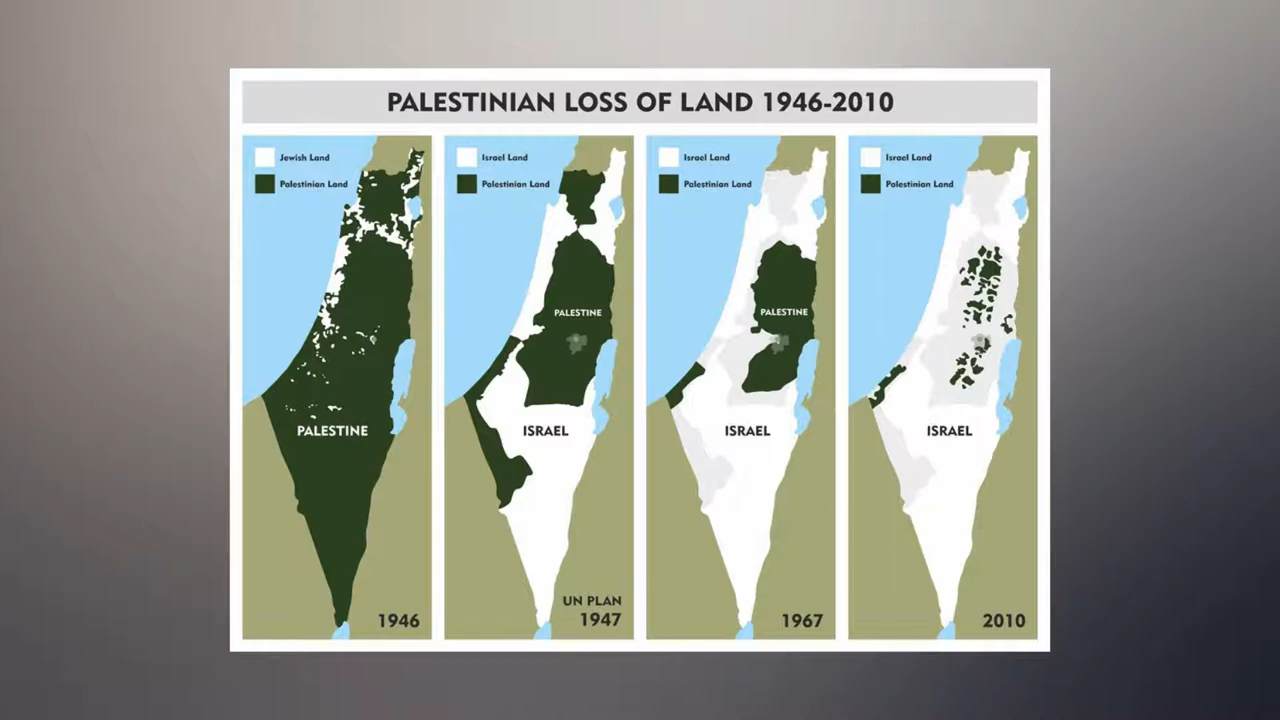 PALESTINIAN LOSS OF LAND 1946-2010
Jewish Land
Palestinian Land
PALESTINE
1946
Israel Land
Palestinian Land
PALESTINE
ISRAEL
UN PLAN
1947
Israel Land
Palestinian Land
PALESTINE
ISRAEL
1967
Israel Land
Palestinian Land
ISRAEL
2010